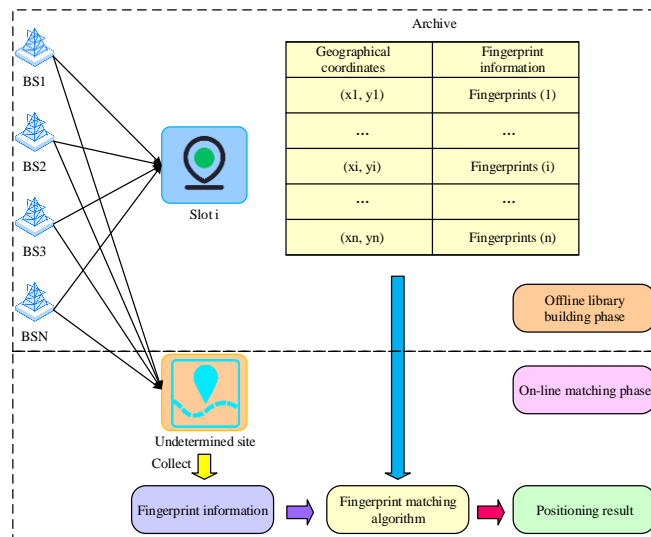 Archive
BS1
BS2
BS3
BSN
Slot i
Geographical coordinates
Fingerprint information
(x1, y1)
Fingerprints (1)
...
...
(xi, yi)
Fingerprints (i)
...
...
(xn, yn)
Fingerprints (n)
Offline library
building phase
On-line matching phase
Undetermined site
Collect
Fingerprint information
Fingerprint matching
algorithm
Positioning result